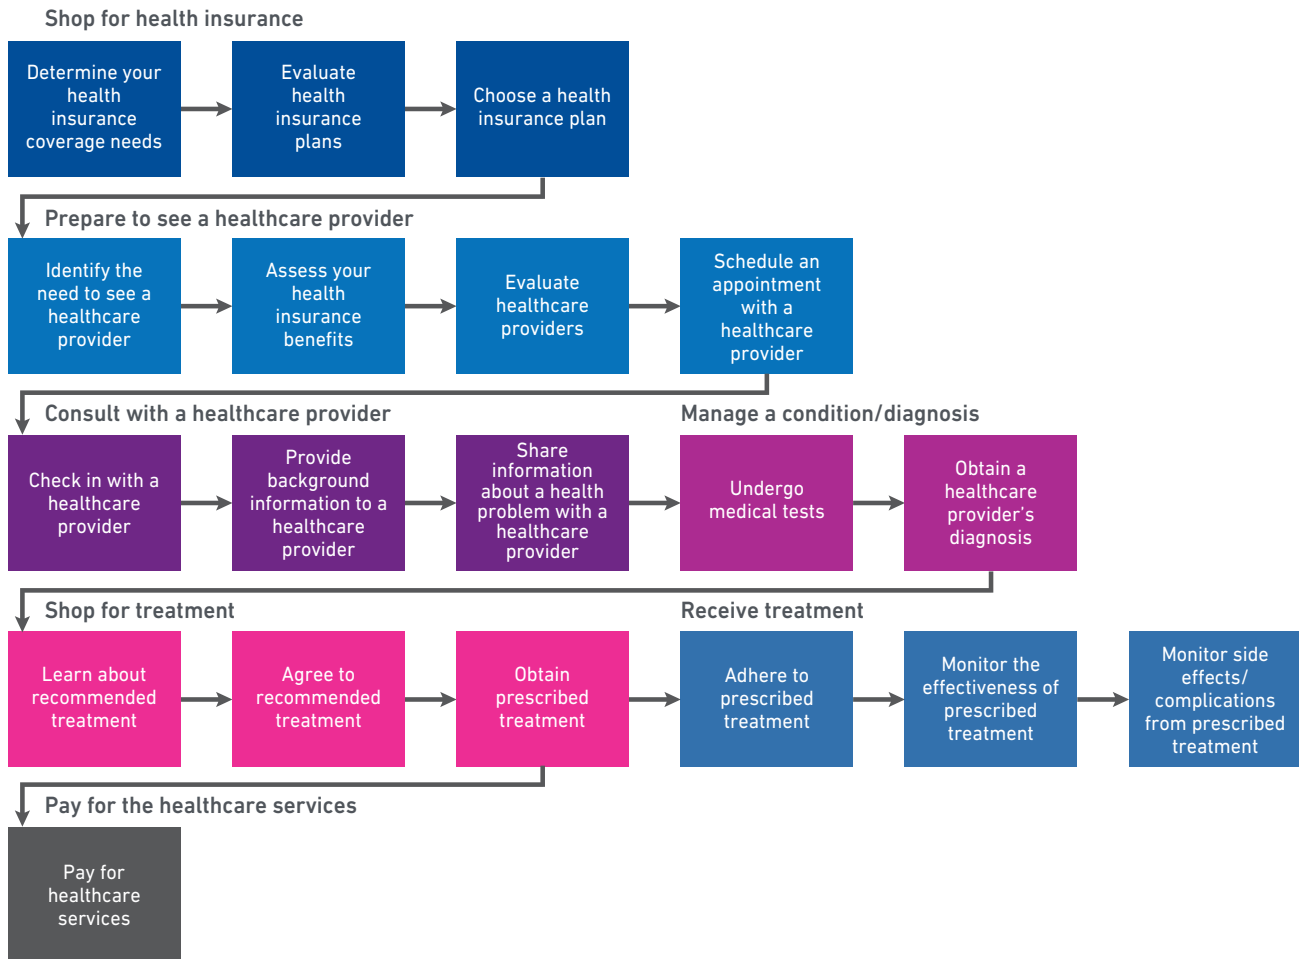 Shop for health insurance
Determine your
health
insurance
coverage needs
Evaluate
health
insurance
plans
Choose a health
insurance plan
Prepare to see a healthcare provider
Identify the
need to see a
healthcare
provider
Assess your
health
insurance
benefits
Evaluate
healthcare
providers
Schedule an
appointment
with a
healthcare
provider
Consult with a healthcare provider
Check in with a
healthcare
provider
Provide
background
information to a
healthcare
provider
Share
information
about a health
problem with a
healthcare
provider
Manage a condition/diagnosis
Undergo
medical tests
Obtain a
healthcare
provider's
diagnosis
Shop for treatment
Learn about
recommended
treatment
Agree to
recommended
treatment
Obtain
prescribed
treatment
Receive treatment
Adhere to
prescribed
treatment
Monitor the
effectiveness of
prescribed
treatment
Monitor side
effects/
complications
from prescribed
treatment
Pay for the healthcare services
Pay for
healthcare
services